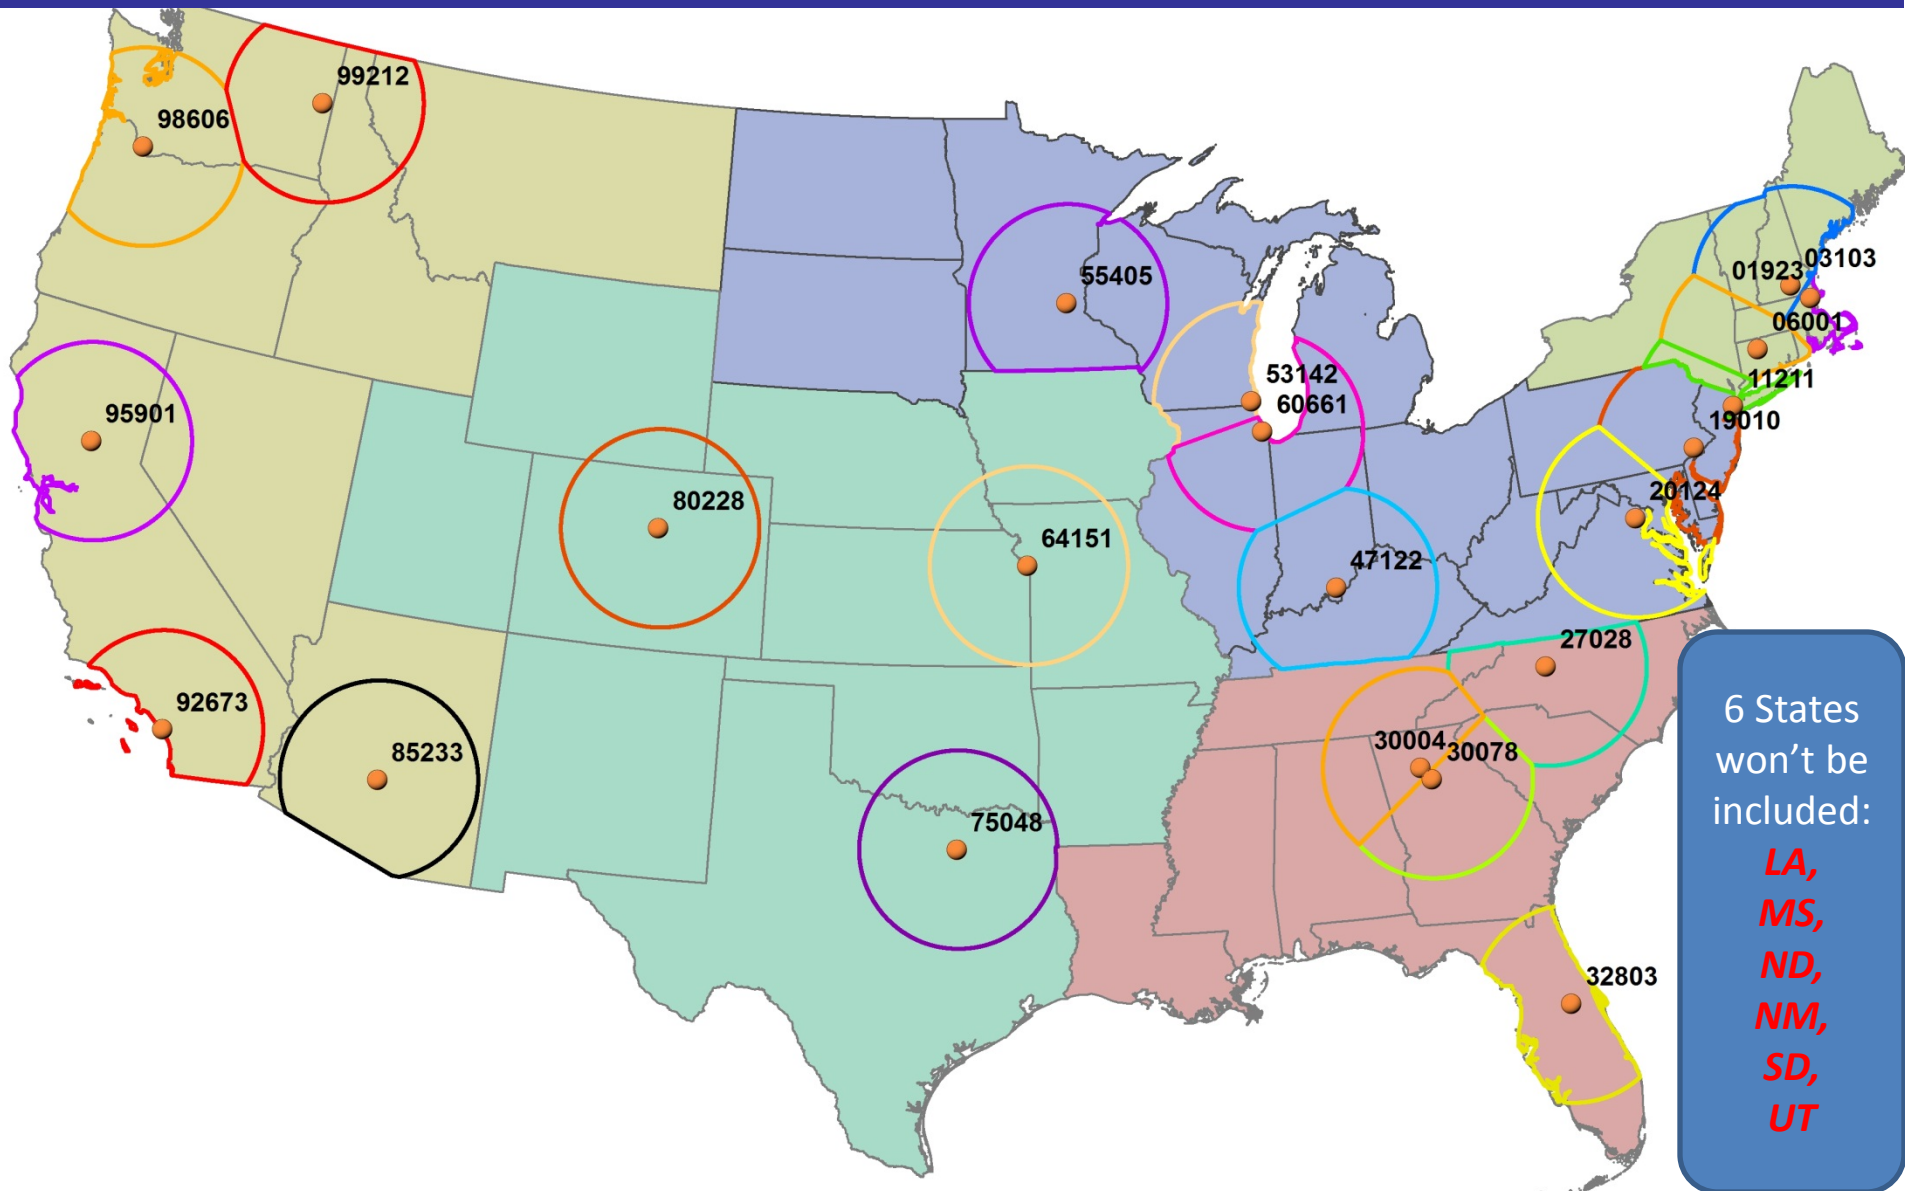 99212
98606
55405
03103
01923
06001
53142
11211
60661
95901
19010
80228
20124
64151
47122
27028
92673
85233
30004
30078
75048
32803
6 States
won’t be
included:
LA,
MS,
ND,
NM,
SD,
UT